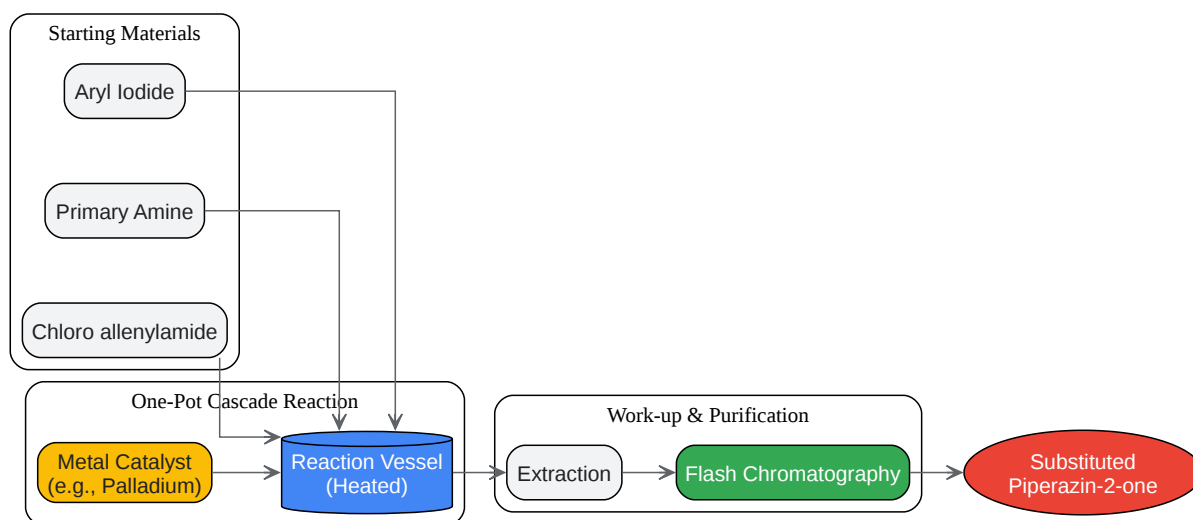 Starting Materials
Aryl Iodide
Primary Amine
Chloro allenylamide
One-Pot Cascade Reaction
Metal Catalyst
(e.g., Palladium)
Reaction Vessel
(Heated)
Work-up & Purification
Extraction
Flash Chromatography
Substituted
Piperazin-2-one